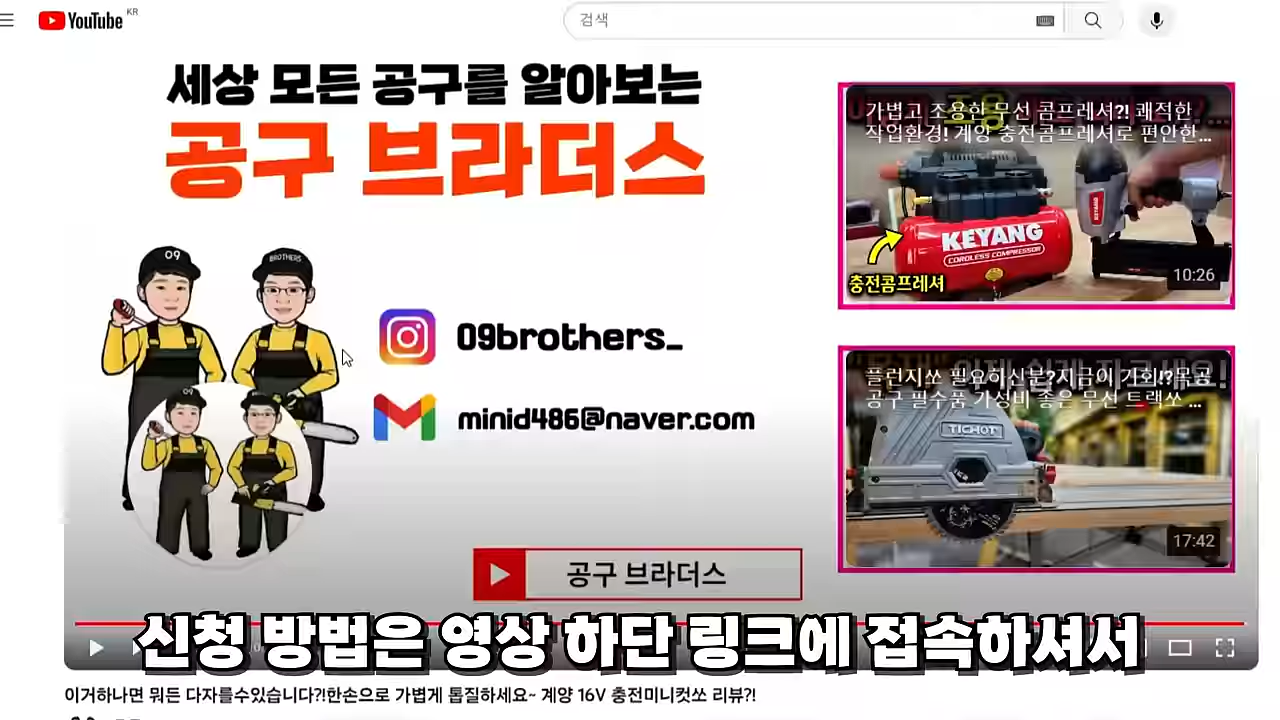 YouTube KR
검색
세상 모든 공구를 알아보는
공구 브라더스
가볍고 조용한 무선 콤프레셔?! 쾌적한
작업환경! 계양 충전콤프레셔로 편안한...
KEYANG
CORDLESS COMPRESSOR
KEYANG
충전콤프레셔
10:26
09
BROTHERS
09brothers_
minid486@naver.com
09
플런지쏘 필요하신분?지금이 기회!?목공
공구 필수품 가성비 좋은 무선 트랙쏘 ...
TICHOT
17:42
공구 브라더스
신청 방법은 영상 하단 링크에 접속하셔서
이거하나면 뭐든 다자를수있습니다?!한손으로 가볍게 톱질하세요~ 계양 16V 충전미니컷쏘 리뷰?!